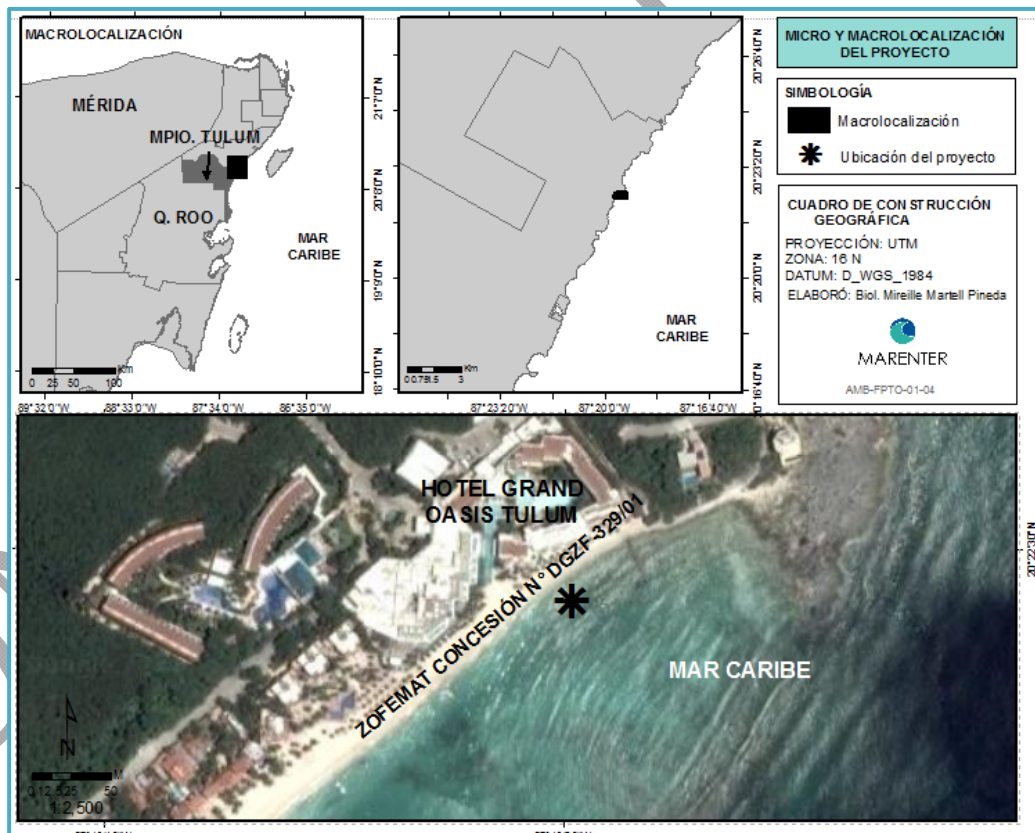 MACROLOCALIZACIÓN
MÉRIDA
MPIO. TULUM
Q. ROO
MAR
CARIBE
Km
0 25 50 100
21°7'0"N
20°8'0"N
19°9'0"N
18°10'0"N
89°32'0"W 88°33'0"W 87°34'0"W 86°35'0"W
MAR
CARIBE
Km
0 0.75 1.5 3
20°26'40"N
20°23'20"N
20°20'0"N
20°16'40"N
87°23'20"W 87°20'0"W 87°16'40"W
MICRO Y MACROLOCALIZACIÓN
DEL PROYECTO
SIMBOLOGÍA
Macrolocalización
Ubicación del proyecto
CUADRO DE CONSTRUCCIÓN
GEOGRÁFICA
PROYECCIÓN: UTM
ZONA: 16 N
DATUM: D_WGS_1984
ELABORÓ: Biol. Mireille Martell Pineda
MARENTER
AMB-FPTO-01-04
HOTEL GRAND
OASIS TULUM
ZOFEMAT CONCESIÓN N° DGZF-329/01
MAR CARIBE
20°22'30"N
N
M
0 12.5 25 50
1:2,500